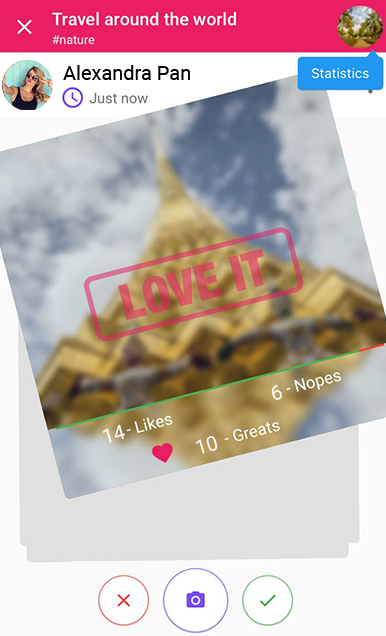 Travel around the world
#nature
Statistics
Alexandra Pan
Just now
LOVE IT
14- Likes
6 - Nopes
10 - Greats